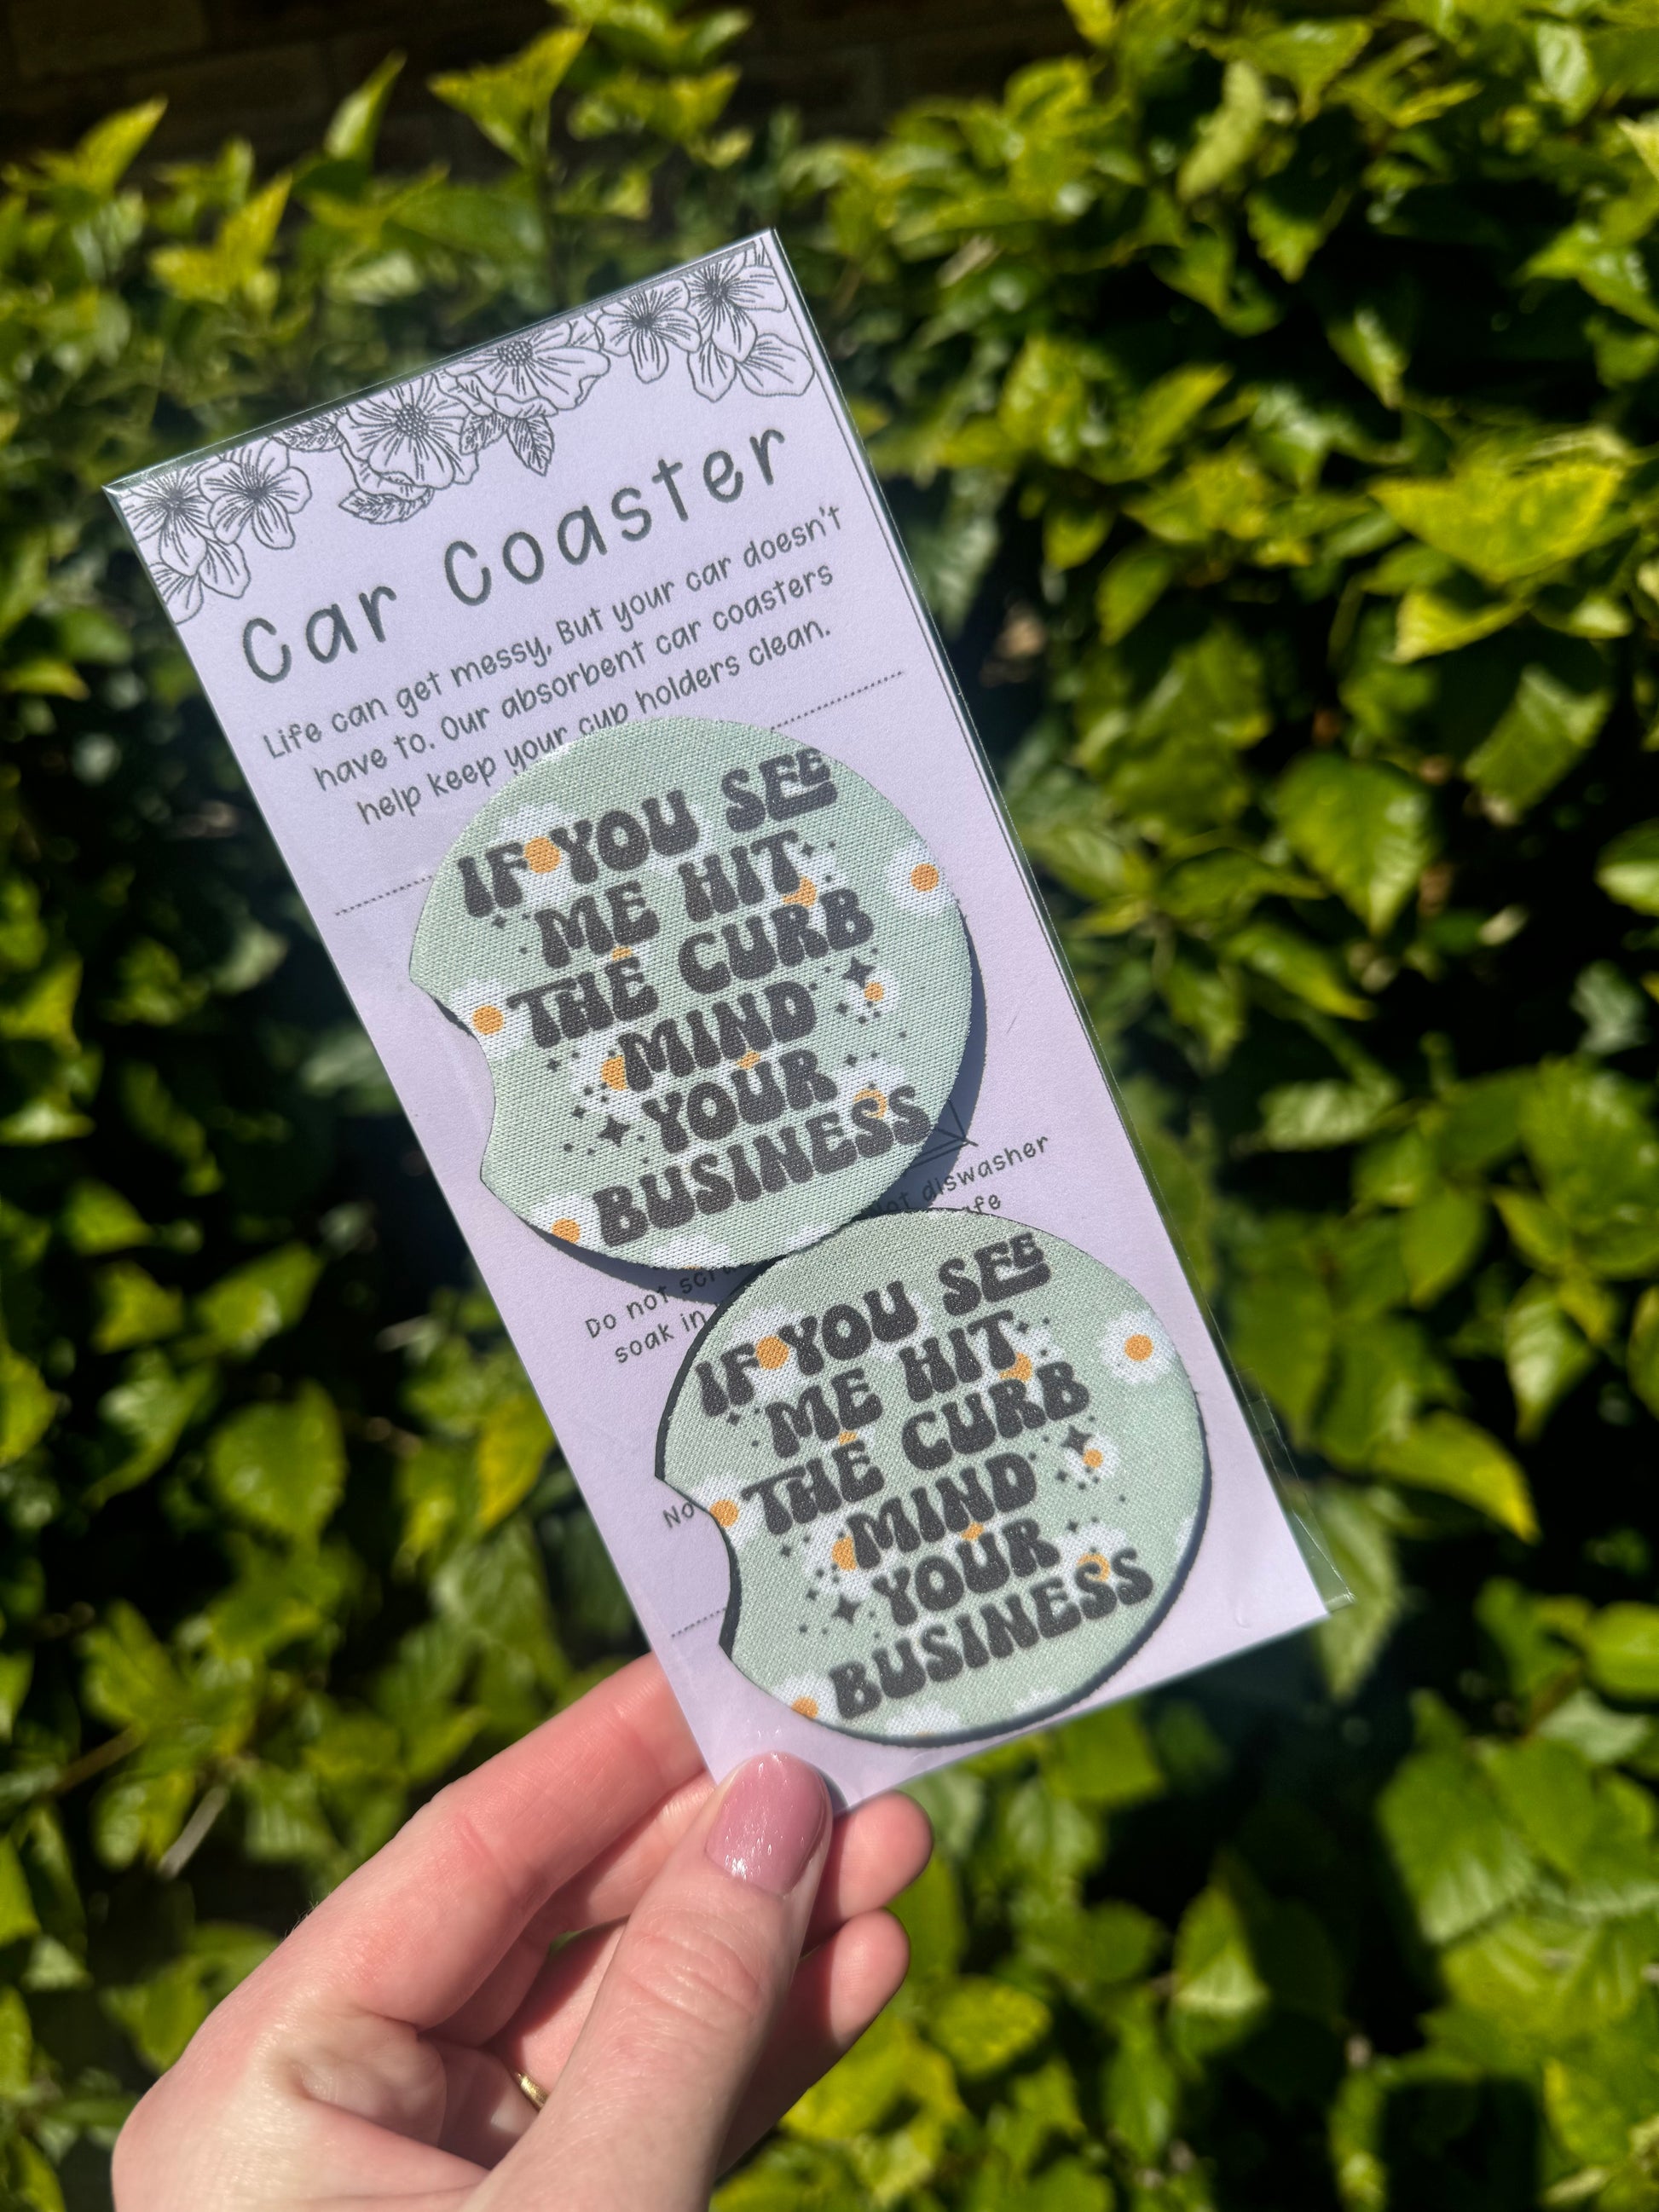 Car Coaster
Life can get messy, But your car doesn't
have to. Our absorbent car coasters
help keep your cup holders clean.
IF YOU SEE
ME HIT
THE CURB
MIND
YOUR
BUSINESS
diswasher
Do not
soak in
IF YOU SEE
ME HIT
THE CURB
MIND
YOUR
BUSINESS